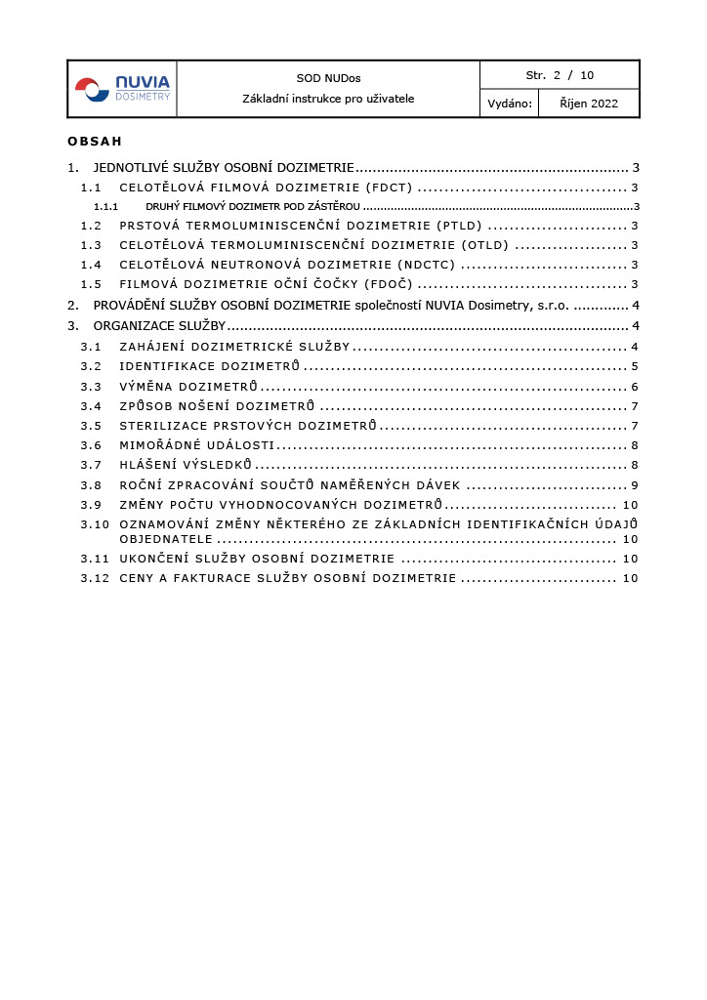 NUVIA
DOSIMETRY
SOD NUDos
Základní instrukce pro uživatele
Str. 2 / 10
Vydáno:
Říjen 2022
OBSAH
1. JEDNOTLIVÉ SLUŽBY OSOBNÍ DOZIMETRIE................................................................ 3
1.1 CELOTĚLOVÁ FILMOVÁ DOZIMETRIE (FDCT) ....................................... 3
1.1.1 DRUHÝ FILMOVÝ DOZIMETR POD ZÁSTĚROU ..............................................................................3
1.2 PRSTOVÁ TERMOLUMINISCENČNÍ DOZIMETRIE (PTLD) .......................... 3
1.3 CELOTĚLOVÁ TERMOLUMINISCENČNÍ DOZIMETRIE (OTLD) ..................... 3
1.4 CELOTĚLOVÁ NEUTRONOVÁ DOZIMETRIE (NDCTC) ............................... 3
1.5 FILMOVÁ DOZIMETRIE OČNÍ ČOČKY (FDOČ) ....................................... 3
2. PROVÁDĚNÍ SLUŽBY OSOBNÍ DOZIMETRIE společností NUVIA Dosimetry, s.r.o. ............. 4
3. ORGANIZACE SLUŽBY.............................................................................................. 4
3.1 ZAHÁJENÍ DOZIMETRICKÉ SLUŽBY................................................... 4
3.2 IDENTIFIKACE DOZIMETRŮ............................................................ 5
3.3 VÝMĚNA DOZIMETRŮ.................................................................... 6
3.4 ZPŮSOB NOŠENÍ DOZIMETRŮ ......................................................... 7
3.5 STERILIZACE PRSTOVÝCH DOZIMETRŮ.............................................. 7
3.6 MIMOŘÁDNÉ UDÁLOSTI................................................................. 8
3.7 HLÁŠENÍ VÝSLEDKŮ..................................................................... 8
3.8 ROČNÍ ZPRACOVÁNÍ SOUČTŮ NAMĚŘENÝCH DÁVEK .............................. 9
3.9 ZMĚNY POČTU VYHODNOCOVANÝCH DOZIMETRŮ................................ 10
3.10 OZNAMOVÁNÍ ZMĚNY NĚKTERÉHO ZE ZÁKLADNÍCH IDENTIFIKAČNÍCH ÚDAJŮ
OBJEDNATELE ......................................................................... 10
3.11 UKONČENÍ SLUŽBY OSOBNÍ DOZIMETRIE ........................................ 10
3.12 CENY A FAKTURACE SLUŽBY OSOBNÍ DOZIMETRIE ............................. 10